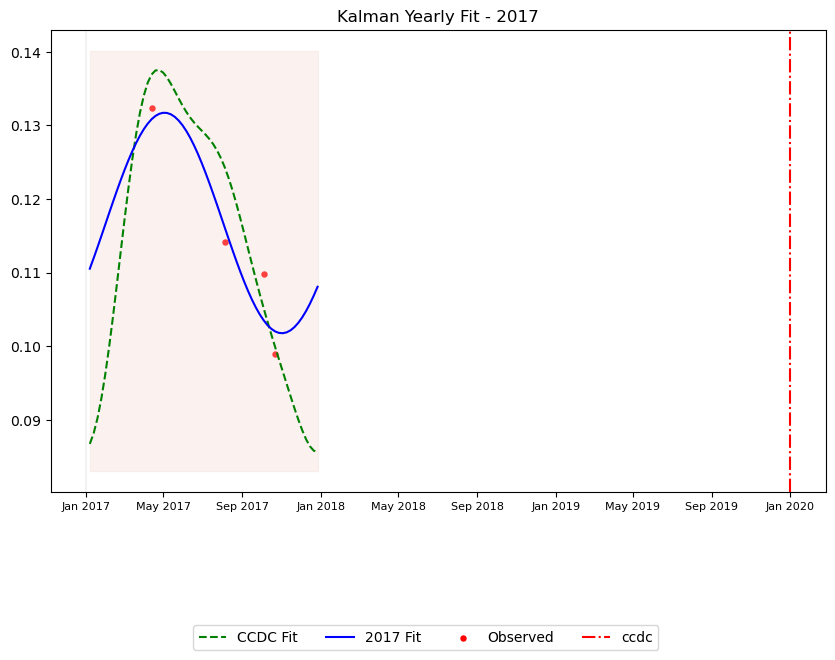 Kalman Yearly Fit - 2017
0.14
0.13
0.12
0.11
0.10
0.09
Jan 2017 May 2017 Sep 2017 Jan 2018 May 2018 Sep 2018 Jan 2019 May 2019 Sep 2019 Jan 2020
CCDC Fit 2017 Fit Observed ccdc